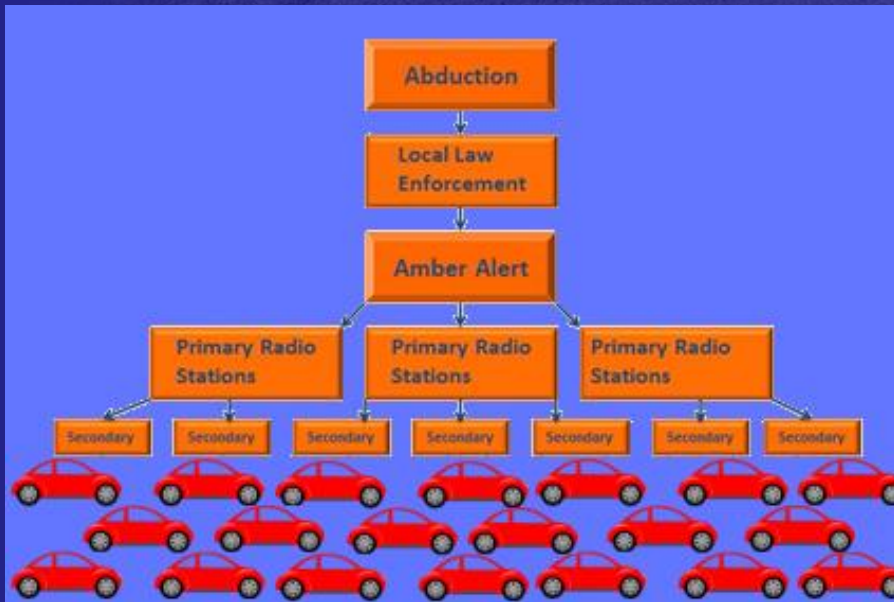 Abduction
Local Law
Enforcement
Amber Alert
Primary Radio
Stations
Primary Radio
Stations
Primary Radio
Stations
Secondary
Secondary
Secondary
Secondary
Secondary
Secondary
Secondary